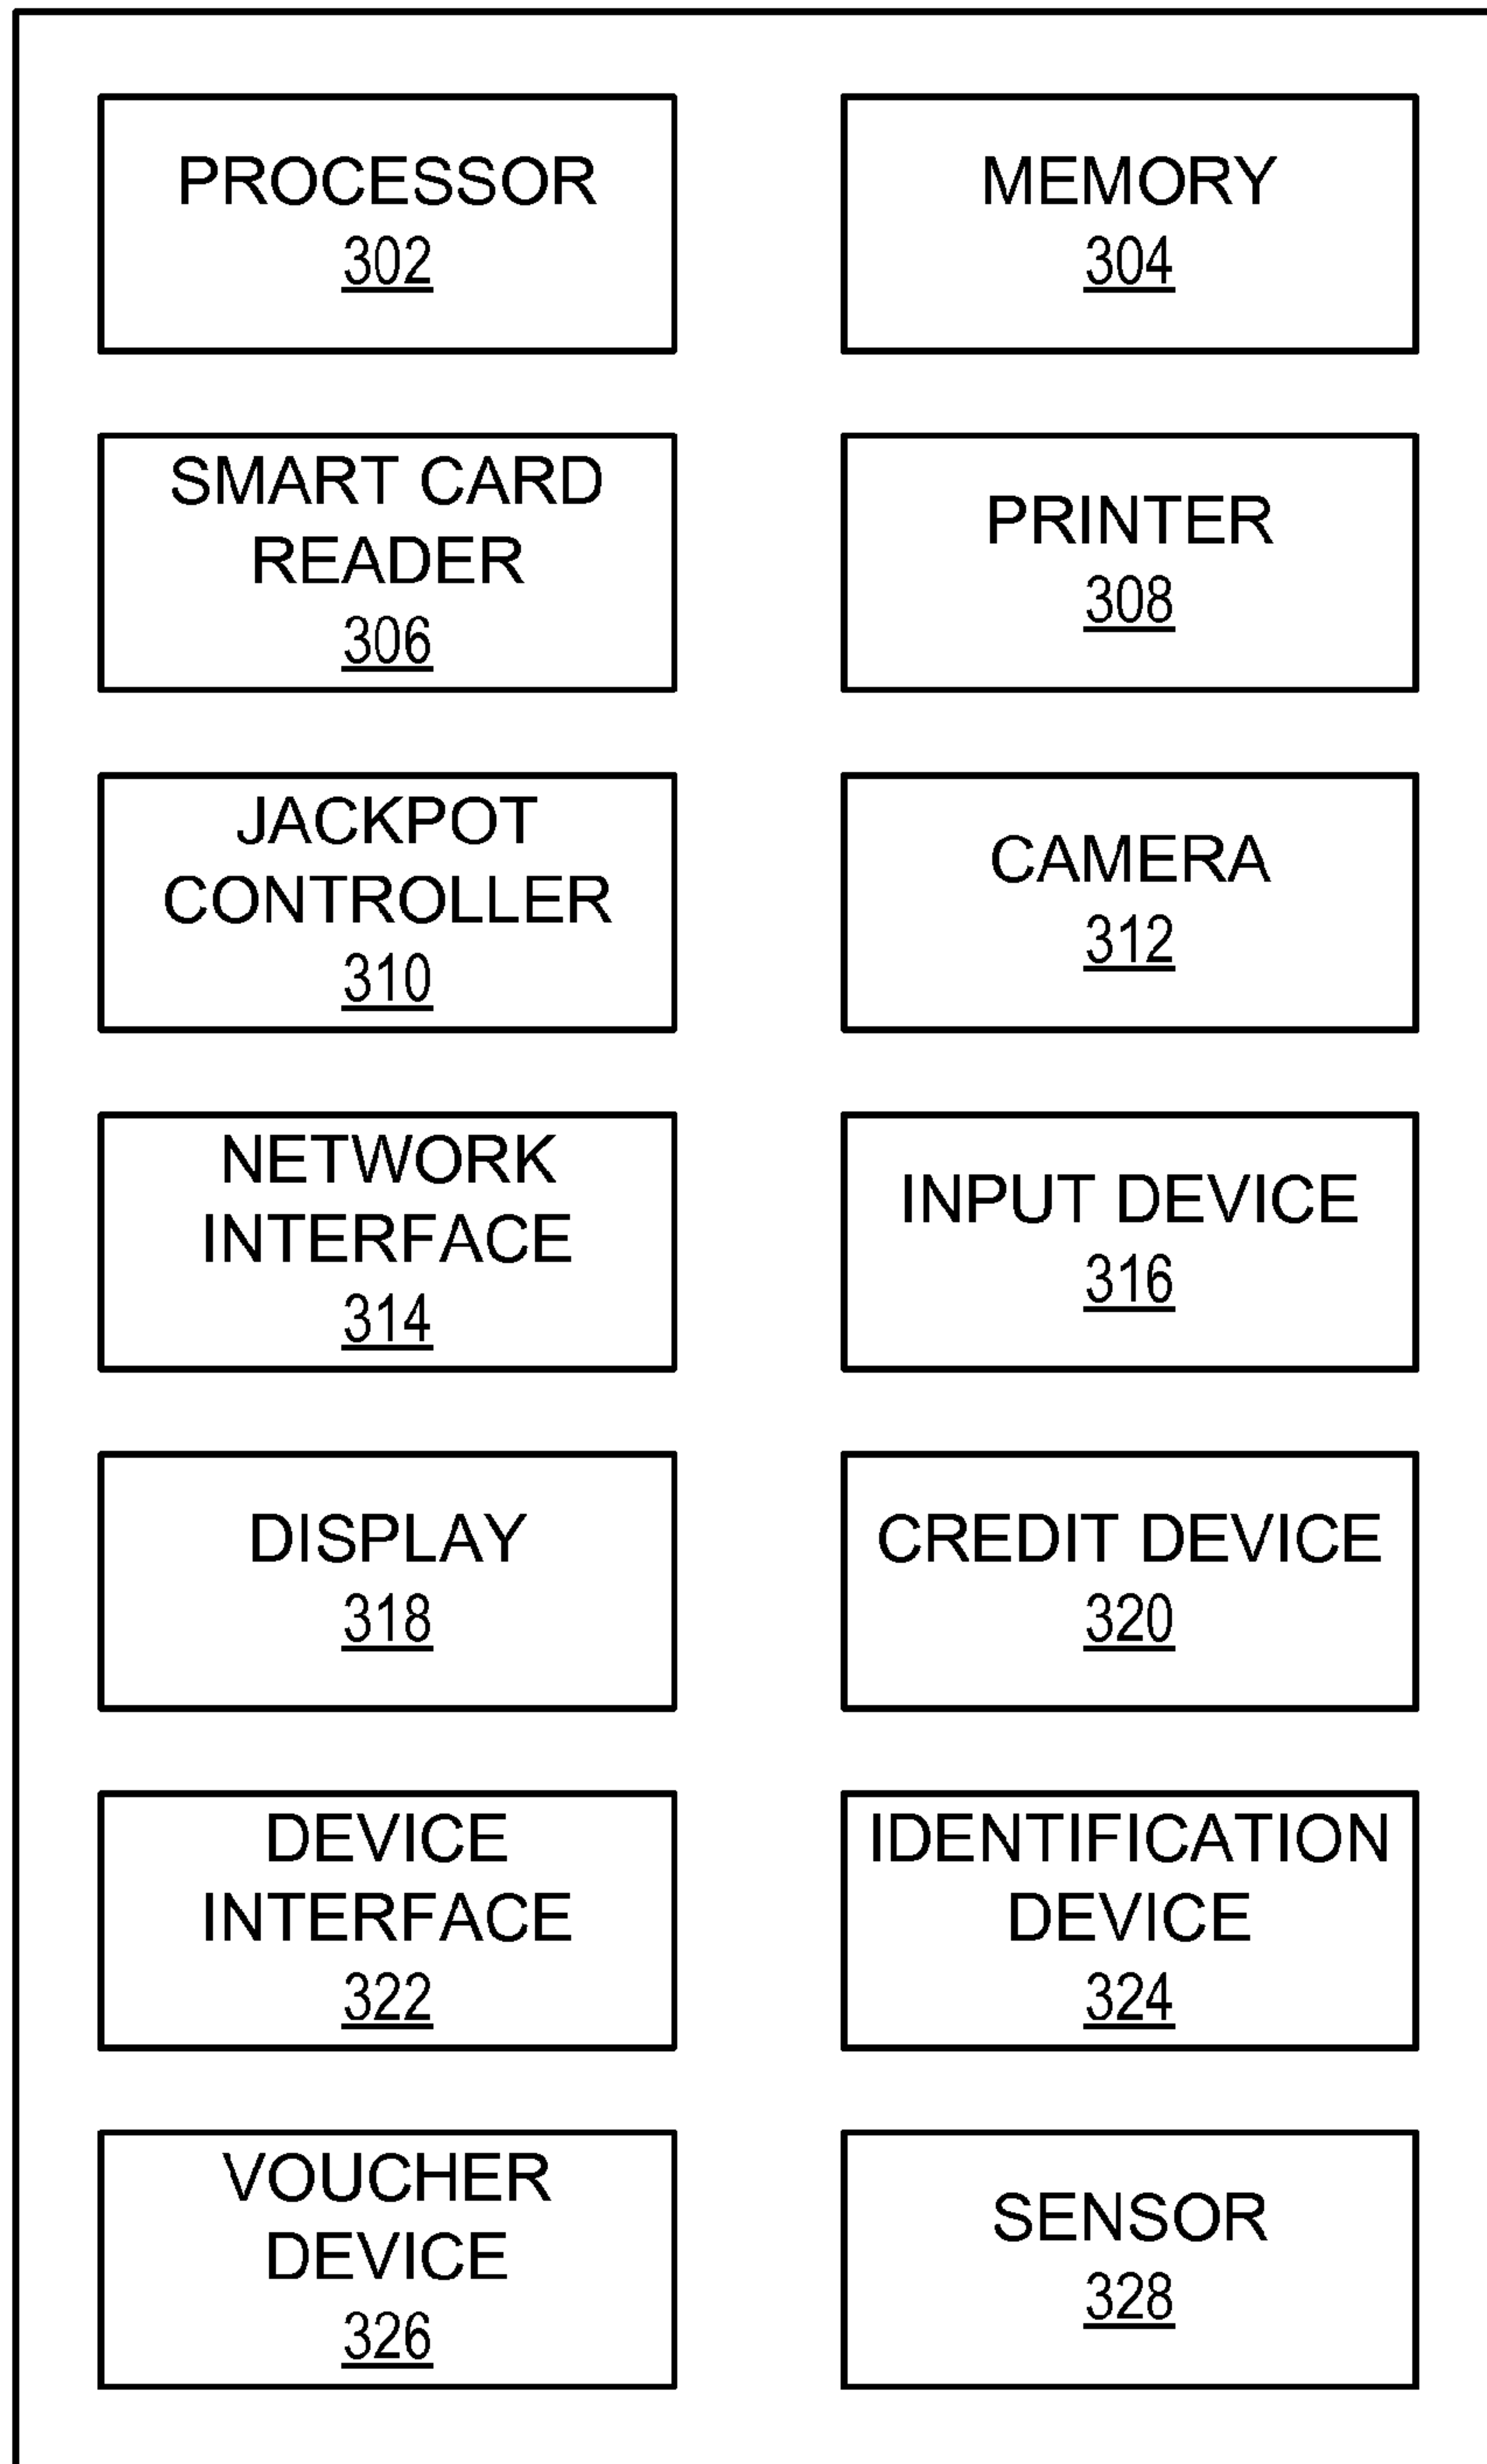 PROCESSOR
302
MEMORY
304
SMART CARD
READER
306
PRINTER
308
JACKPOT
CONTROLLER
310
CAMERA
312
NETWORK
INTERFACE
314
INPUT DEVICE
316
DISPLAY
318
CREDIT DEVICE
320
DEVICE
INTERFACE
322
IDENTIFICATION
DEVICE
324
VOUCHER
DEVICE
326
SENSOR
328